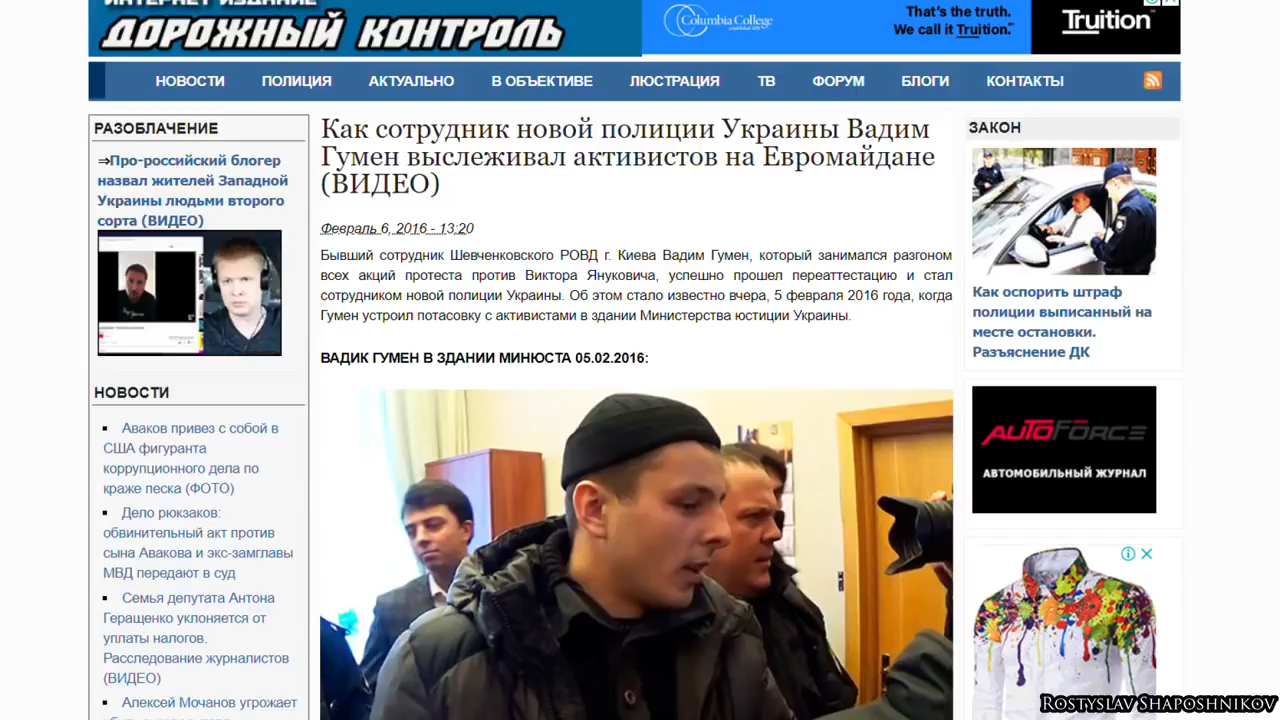 ИНТЕРНЕТ ИЗДАНИЕ
ДОРОЖНЫЙ КОНТРОЛЬ
Columbia College
That's the truth.
We call it Truition.
Truition
НОВОСТИ ПОЛИЦИЯ АКТУАЛЬНО В ОБЪЕКТИВЕ ЛЮСТРАЦИЯ ТВ ФОРУМ БЛОГИ КОНТАКТЫ
РАЗОБЛАЧЕНИЕ
⇒Про-российский блогер
назвал жителей Западной
Украины людьми второго
сорта (ВИДЕО)
НОВОСТИ
Аваков привез с собой в
США фигуранта
коррупционного дела по
краже песка (ФОТО)
Дело рюкзаков:
обвинительный акт против
сына Авакова и экс-замглавы
МВД передают в суд
Семья депутата Антона
Геращенко уклоняется от
уплаты налогов.
Расследование журналистов
(ВИДЕО)
Алексей Мочанов угрожает
Как сотрудник новой полиции Украины Вадим
Гумен выслеживал активистов на Евромайдане
(ВИДЕО)
Февраль 6, 2016 - 13:20
Бывший сотрудник Шевченковского РОВД г. Киева Вадим Гумен, который занимался разгоном
всех акций протеста против Виктора Януковича, успешно прошел переаттестацию и стал
сотрудником новой полиции Украины. Об этом стало известно вчера, 5 февраля 2016 года, когда
Гумен устроил потасовку с активистами в здании Министерства юстиции Украины.
ВАДИК ГУМЕН В ЗДАНИИ МИНЮСТА 05.02.2016:
ЗАКОН
Как оспорить штраф
полиции выписанный на
месте остановки.
Разъяснение ДК
AUTOFORCE
АВТОМОБИЛЬНЫЙ ЖУРНАЛ
Rostyslav Shaposhnikov